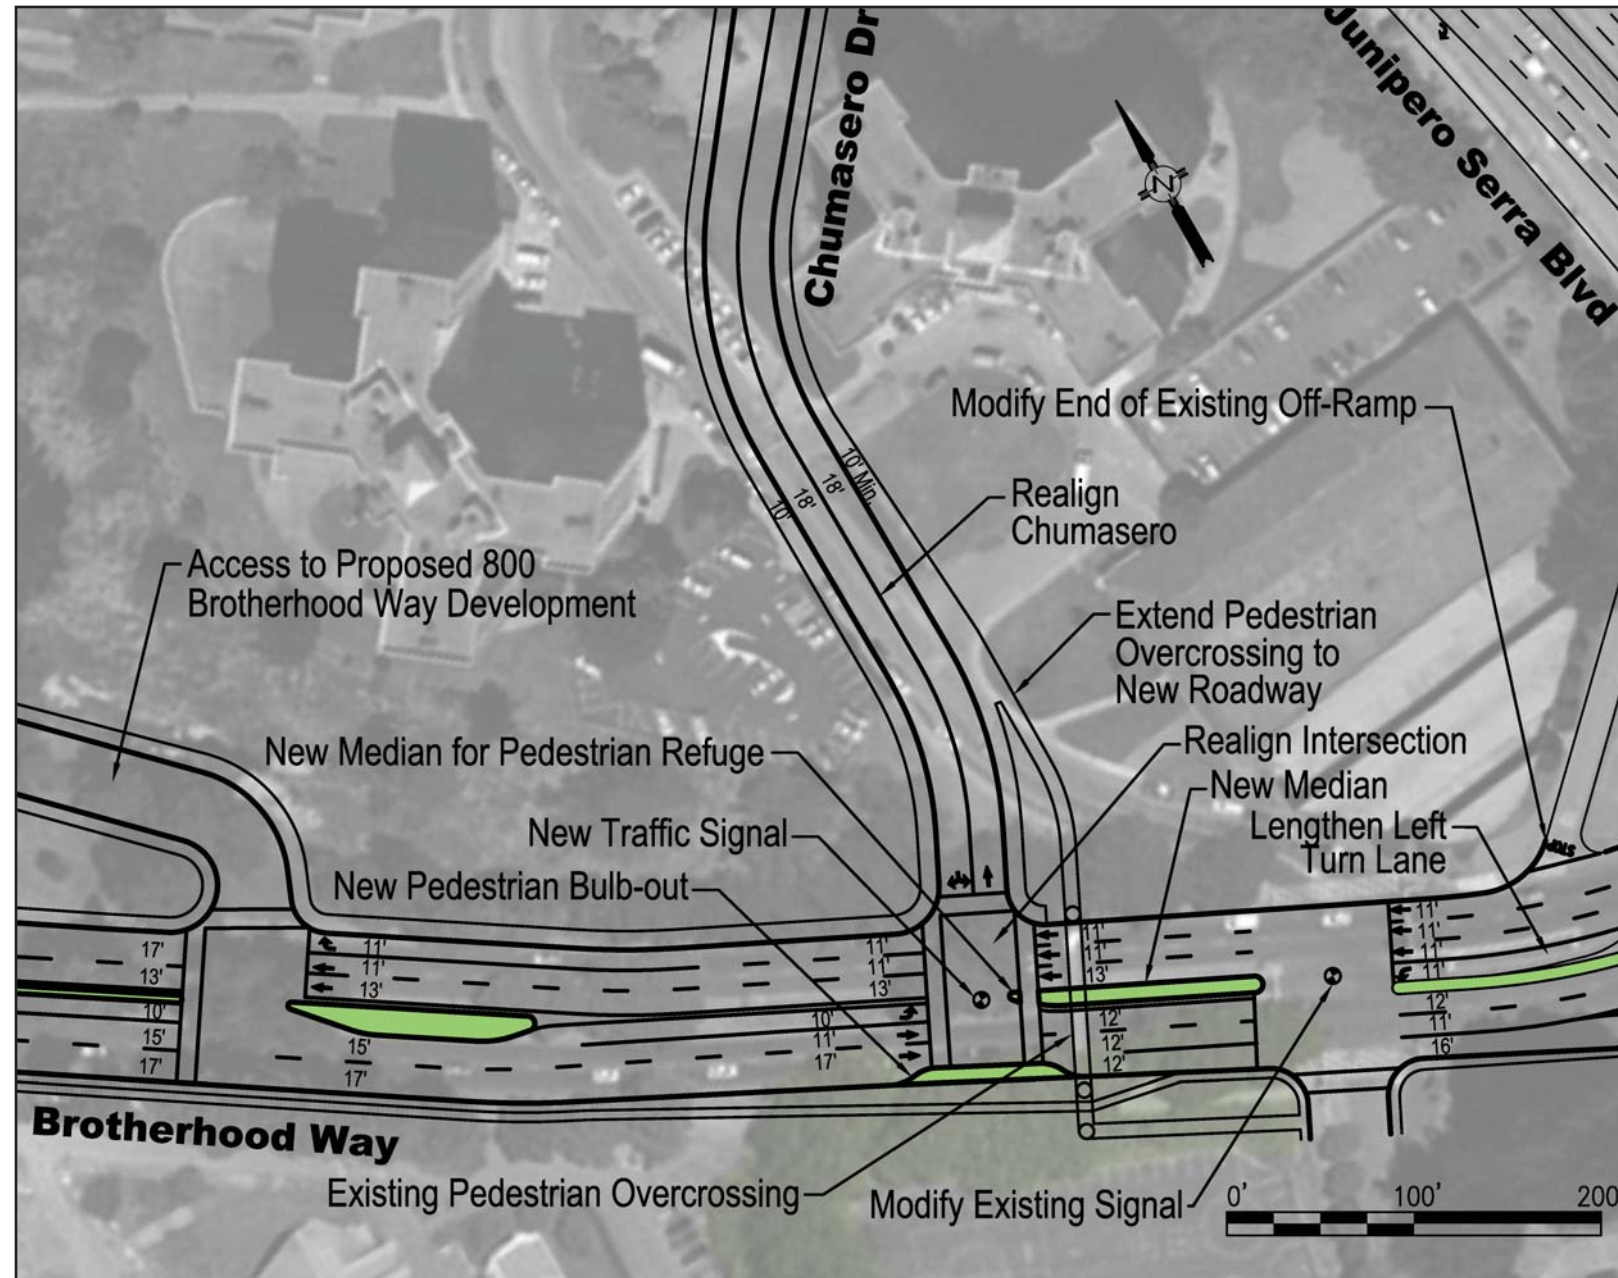 Chumasero Dr
Junipero Serra Blvd
N
Modify End of Existing Off-Ramp
10' Min.
18'
18'
10'
Realign
Chumasero
Access to Proposed 800
Brotherhood Way Development
Extend Pedestrian
Overcrossing to
New Roadway
Realign Intersection
New Median for Pedestrian Refuge
New Median
New Traffic Signal
Lengthen Left
Turn Lane
STOP
New Pedestrian Bulb-out
17'
13'
10'
15'
17'
11'
11'
13'
15'
17'
11'
11'
13'
10'
11'
17'
11'
11'
13'
12'
12'
12'
11'
11'
11'
11'
12'
11'
16'
Brotherhood Way
Existing Pedestrian Overcrossing
Modify Existing Signal
0'
100'
200